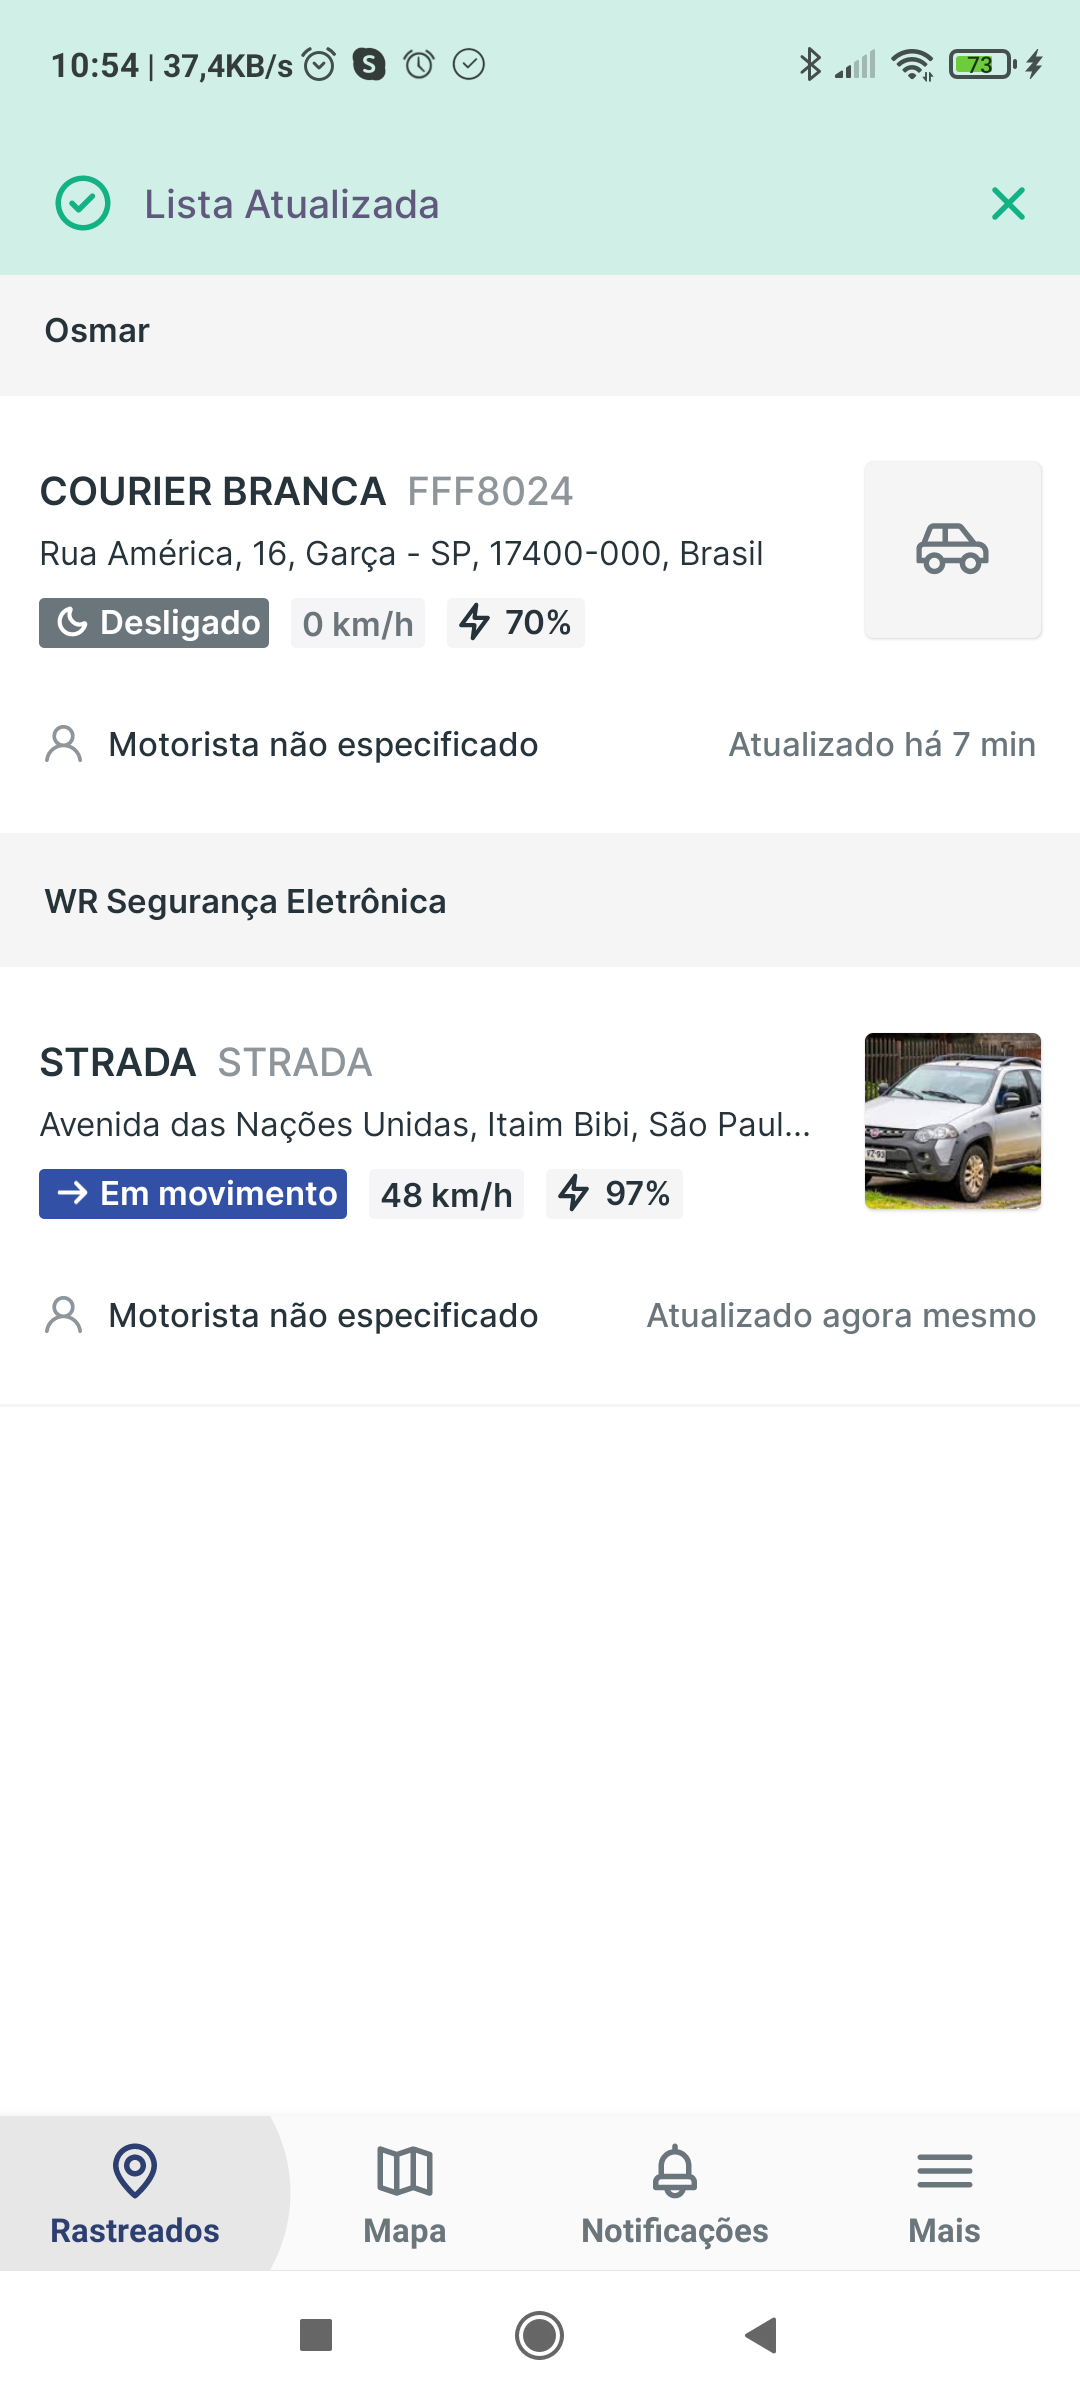 10:54 | 37,4KB/s
73
Lista Atualizada
Osmar
COURIER BRANCA FFF8024
Rua América, 16, Garça - SP, 17400-000, Brasil
Desligado 0 km/h 70%
Motorista não especificado Atualizado há 7 min
WR Segurança Eletrônica
STRADA STRADA
Avenida das Nações Unidas, Itaim Bibi, São Paul...
Em movimento 48 km/h 97%
Motorista não especificado Atualizado agora mesmo
Rastreados Mapa Notificações Mais